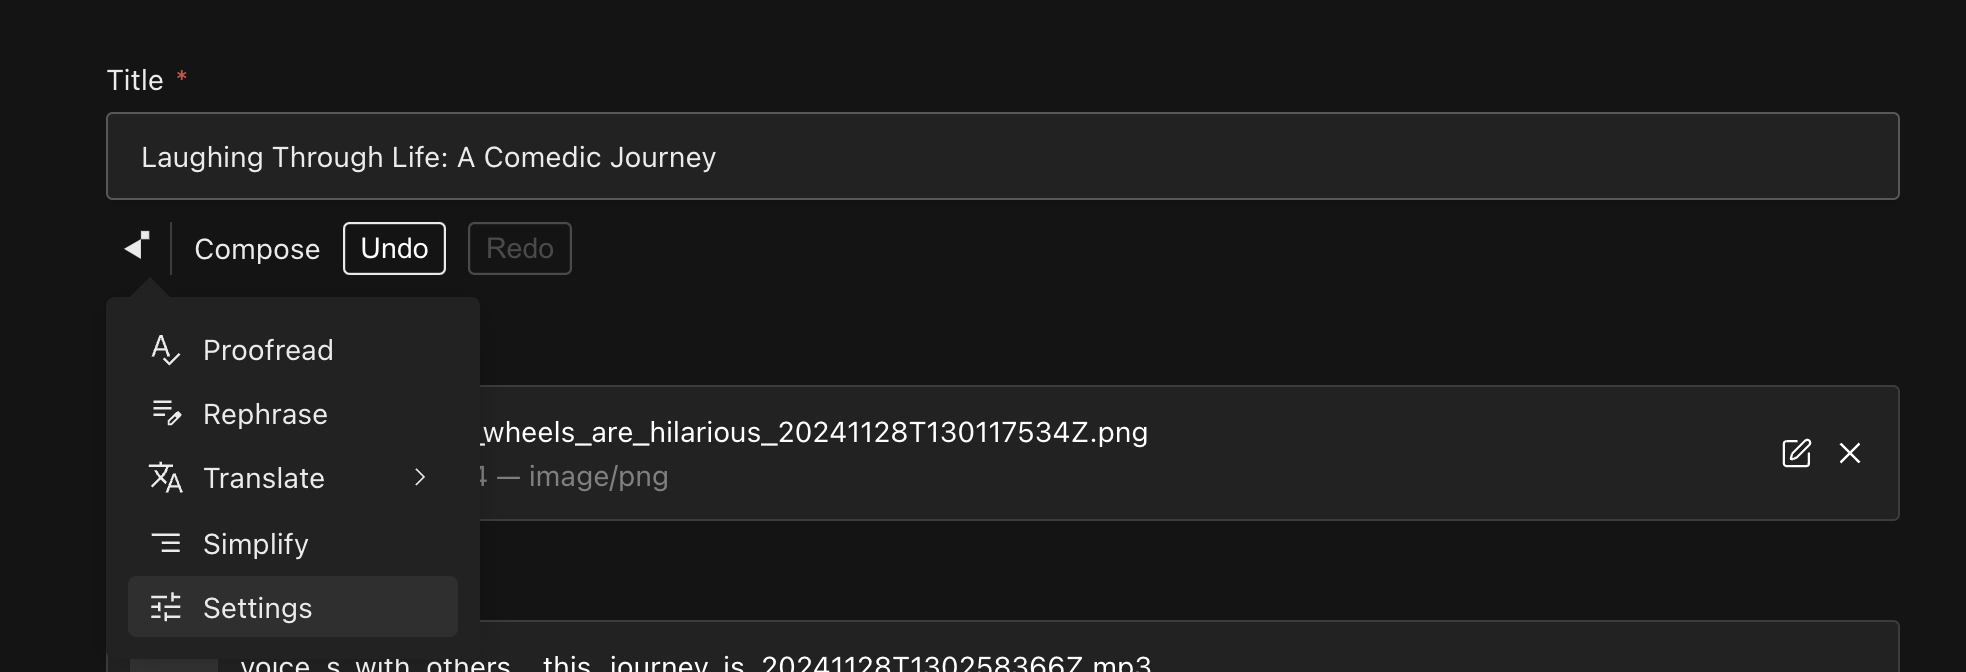 Title *
Laughing Through Life: A Comedic Journey
Compose Undo Redo
Proofread
Rephrase
_wheels_are_hilarious_20241128T130117534Z.png
Translate
4 — image/png
Simplify
Settings
voice_s_with_others__this_journey_is_20241128T130258366Z.mp3